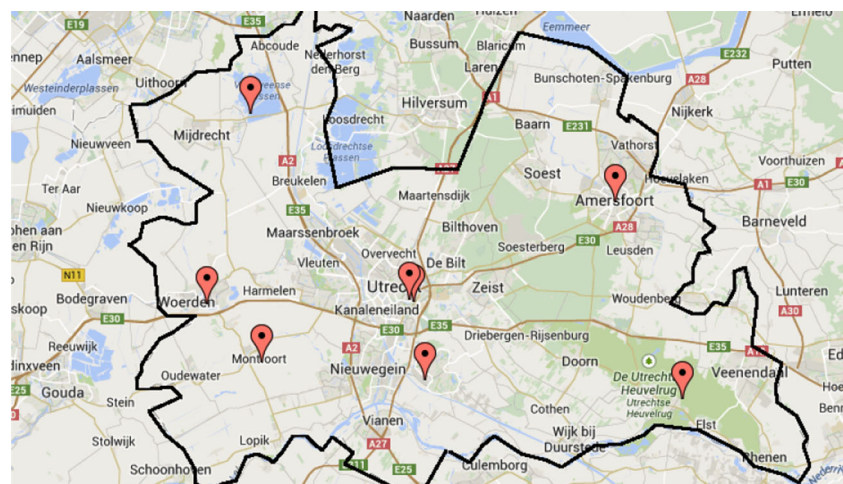 E19
E35
Naarden
Abcoude
Bussum
Blaricum
Eemmeer
Ermelo
Aalsmeer
Nederhorst
den Berg
Laren
E232
Westeinderplassen
Uithoorn
Bunschoten-Spakenburg
A28
Putten
A1
Hilversum
Nijkerk
Loosdrecht
Baarn
E231
Mijdrecht
Nieuwveen
Vathorst
Voorthuizen
Loosdrechtse
Plassen
A2
Soest
Hoevelaken
A1
E30
Ter Aar
Breukelen
Maartensdijk
Amersfoort
Nieuwkoop
E35
A28
Barneveld
Maarssenbroek
Bilthoven
Overvecht
Soesterberg
E30
Leusden
Vleuten
De Bilt
N11
Utrecht
Zeist
Bodegraven
Woerden
Harmelen
Woudenberg
Lunteren
Kanaleneiland
E30
A30
E30
E35
Driebergen-Rijsenburg
Reeuwijk
A2
E35
A12
Montfoort
Doorn
De Utrechtse
Heuvelrug
Utrechtse
Heuvelrug
Veenendaal
Oudewater
Nieuwegein
E25
Gouda
Stein
Cothen
Elst
Vianen
Wijk bij
Duurstede
Stolwijk
Lopik
A27
Rhenen
Schoonhoven
E311
E25
Culemborg